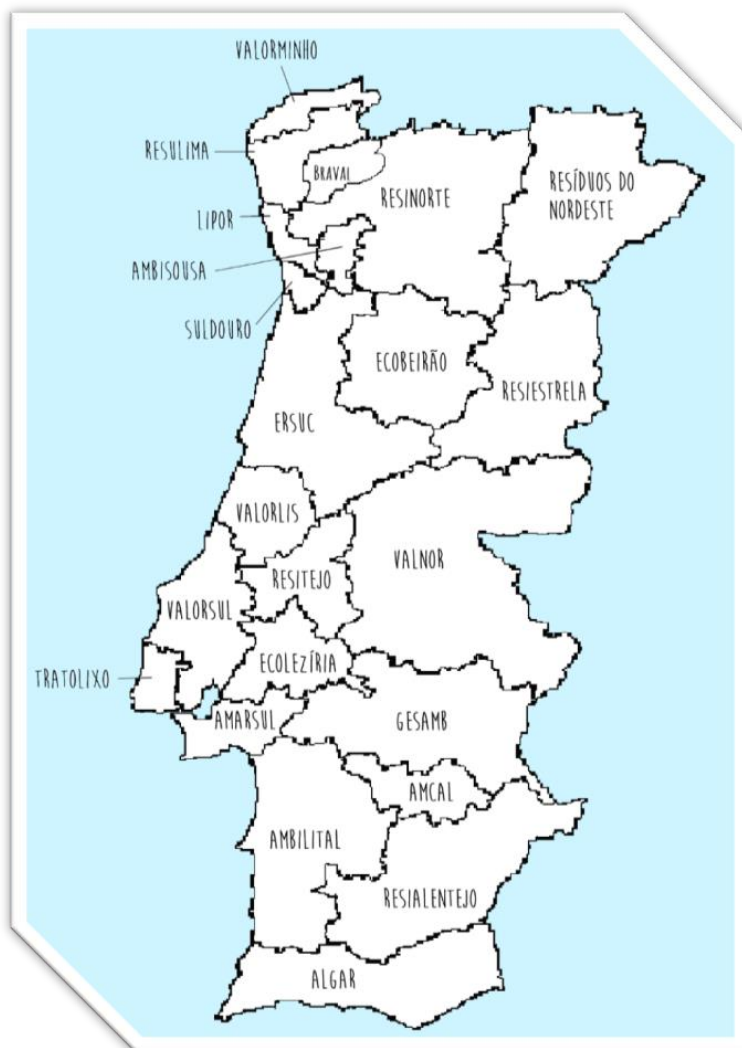 VALORMINHO
RESULIMA
BRAVAL
RESÍDUOS DO
NORDESTE
RESINORTE
LIPOR
AMBISOUSA
SULDOURO
ECOBEIRÃO
RESIESTRELA
ERSUC
VALORLIS
VALNOR
RESITEJO
VALORSUL
ECOLEZÍRIA
TRATOLIXO
AMARSUL
GESAMB
AMCAL
AMBILITAL
RESIALENTEJO
ALGAR